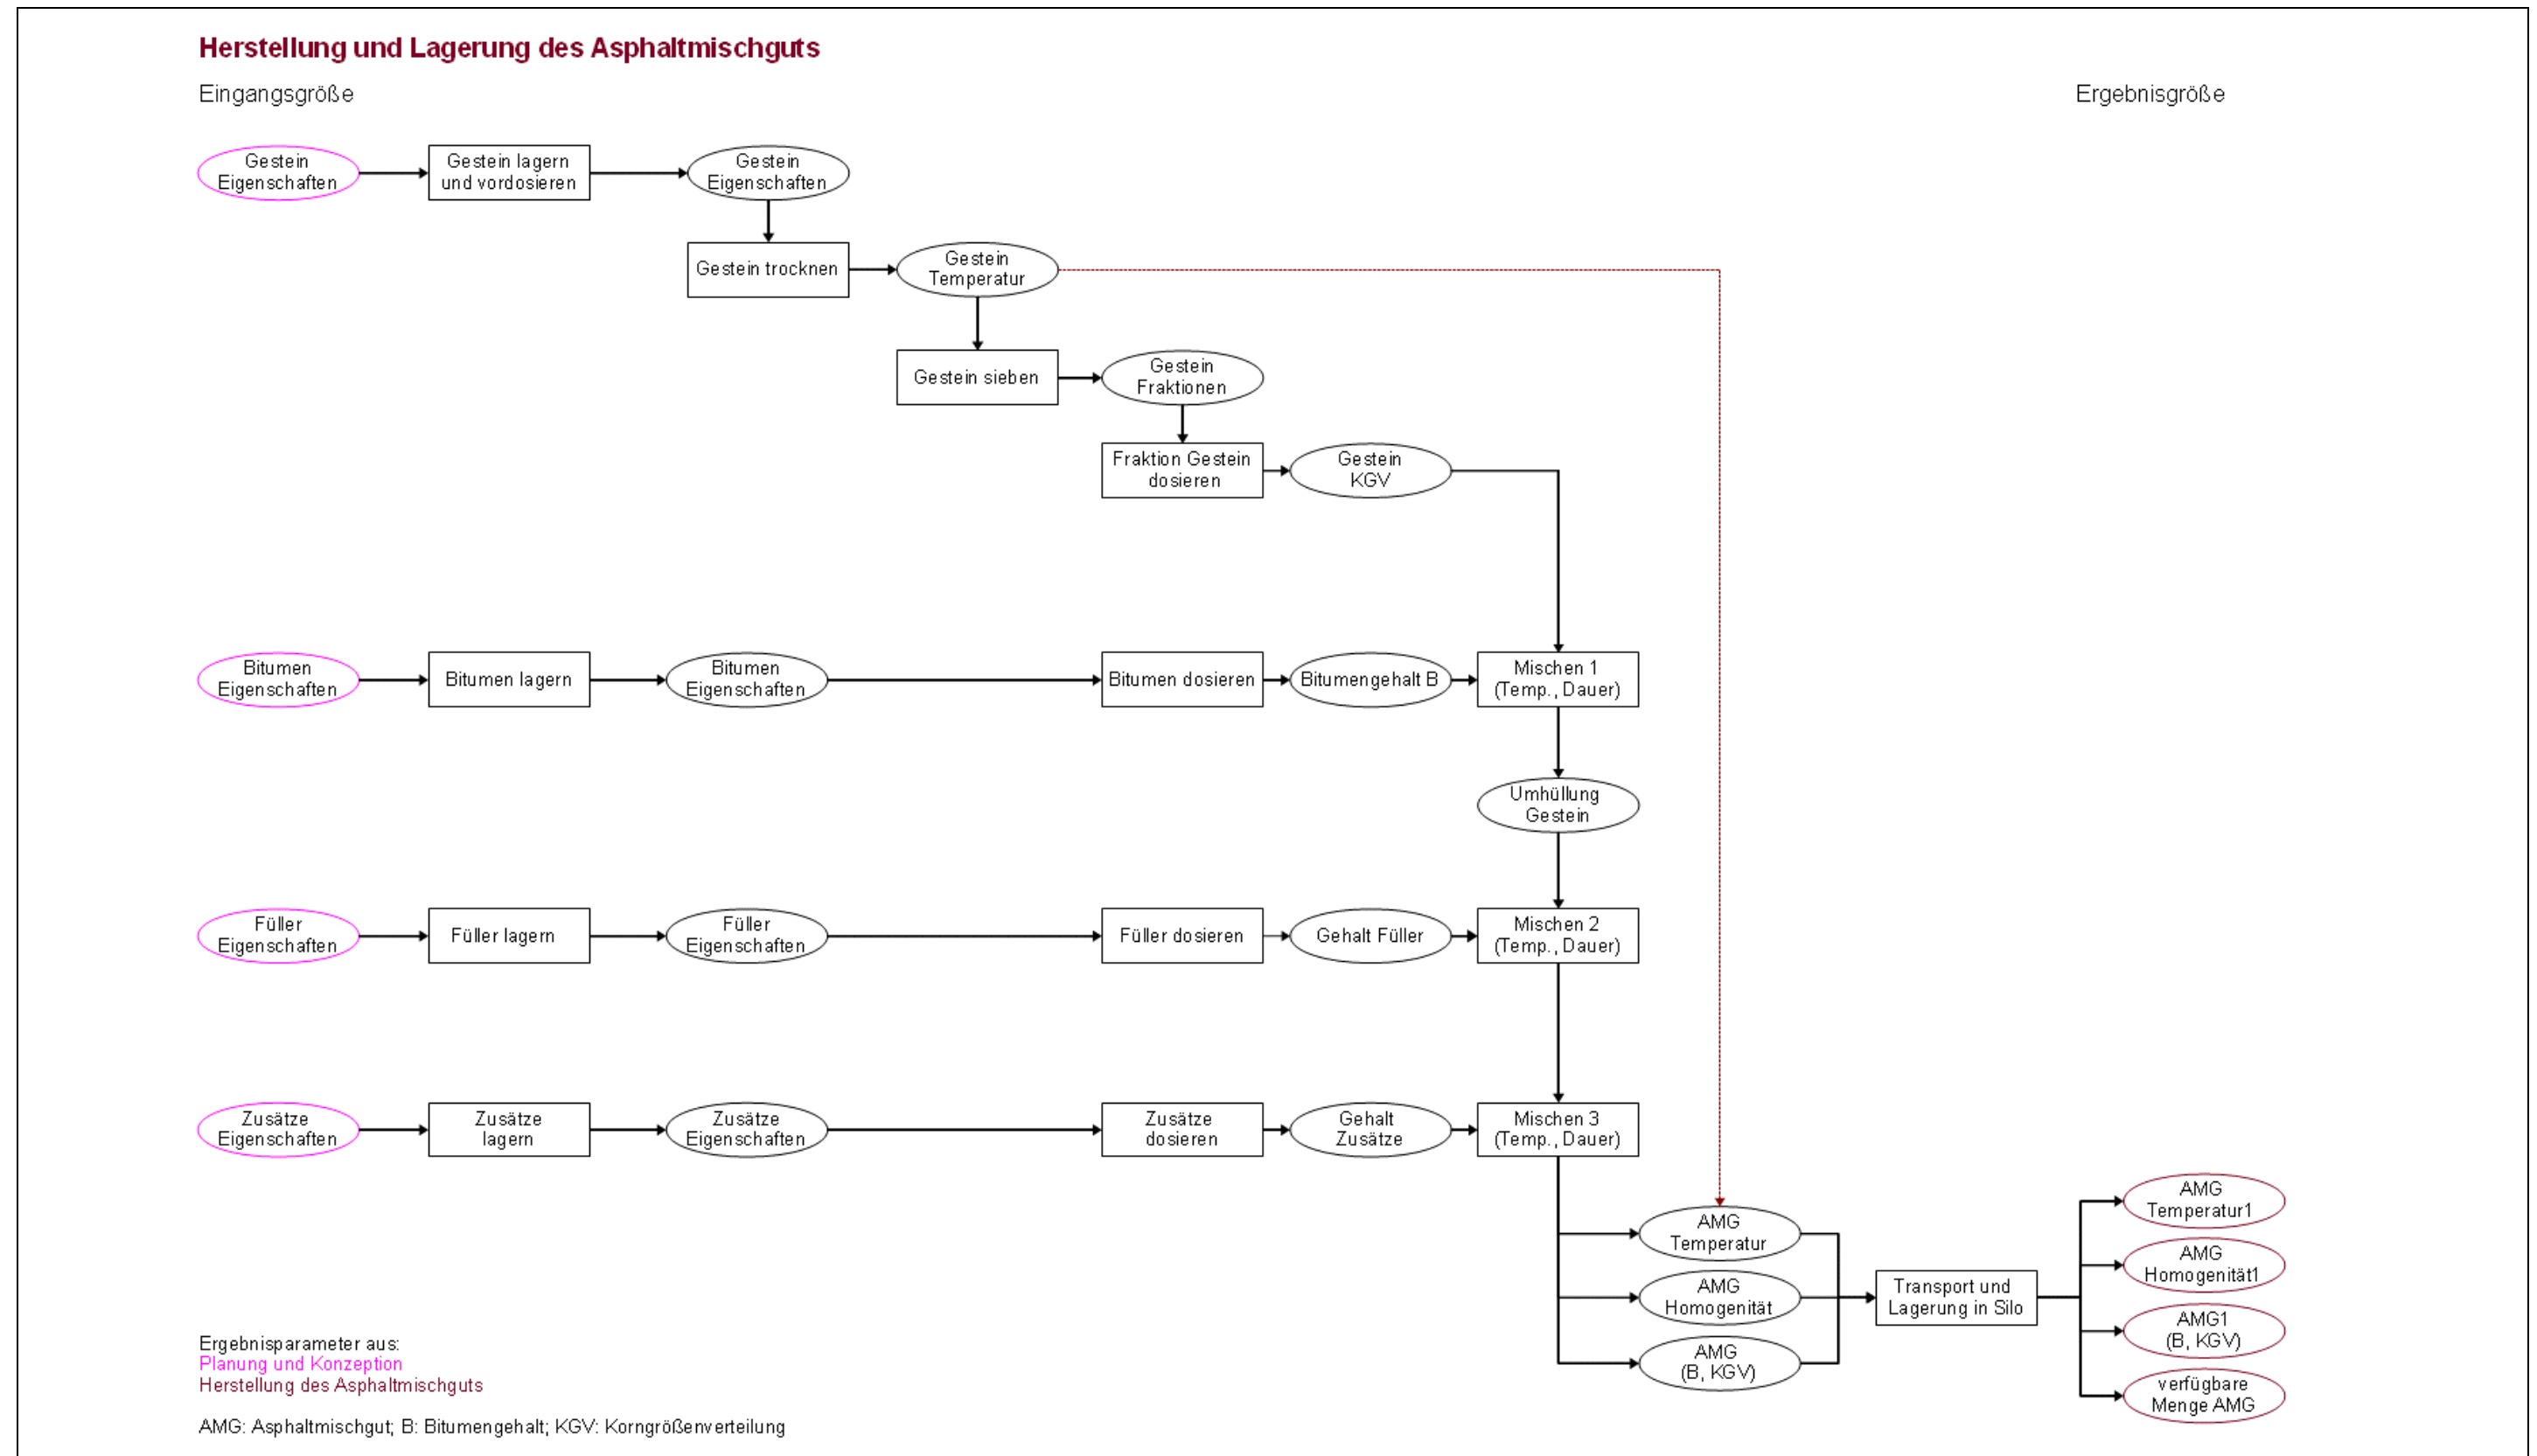 Herstellung und Lagerung des Asphaltmischguts
Eingangsgröße
Ergebnisgröße
Gestein
Eigenschaften
Gestein lagern
und vordosieren
Gestein
Eigenschaften
Gestein trocknen
Gestein
Temperatur
Gestein sieben
Gestein
Fraktionen
Fraktion Gestein
dosieren
Gestein
KGV
Bitumen
Eigenschaften
Bitumen lagern
Bitumen
Eigenschaften
Bitumen dosieren
Bitumengehalt B
Mischen 1
(Temp., Dauer)
Umhüllung
Gestein
Füller
Eigenschaften
Füller lagern
Füller
Eigenschaften
Füller dosieren
Gehalt Füller
Mischen 2
(Temp., Dauer)
Zusätze
Eigenschaften
Zusätze
lagern
Zusätze
Eigenschaften
Zusätze
dosieren
Gehalt
Zusätze
Mischen 3
(Temp., Dauer)
AMG
Temperatur
AMG
Homogenität
AMG
(B, KGV)
Transport und
Lagerung in Silo
AMG
Temperatur1
AMG
Homogenität1
AMG1
(B, KGV)
verfügbare
Menge AMG
Ergebnisparameter aus:
Planung und Konzeption
Herstellung des Asphaltmischguts
AMG: Asphaltmischgut; B: Bitumengehalt; KGV: Korngrößenverteilung